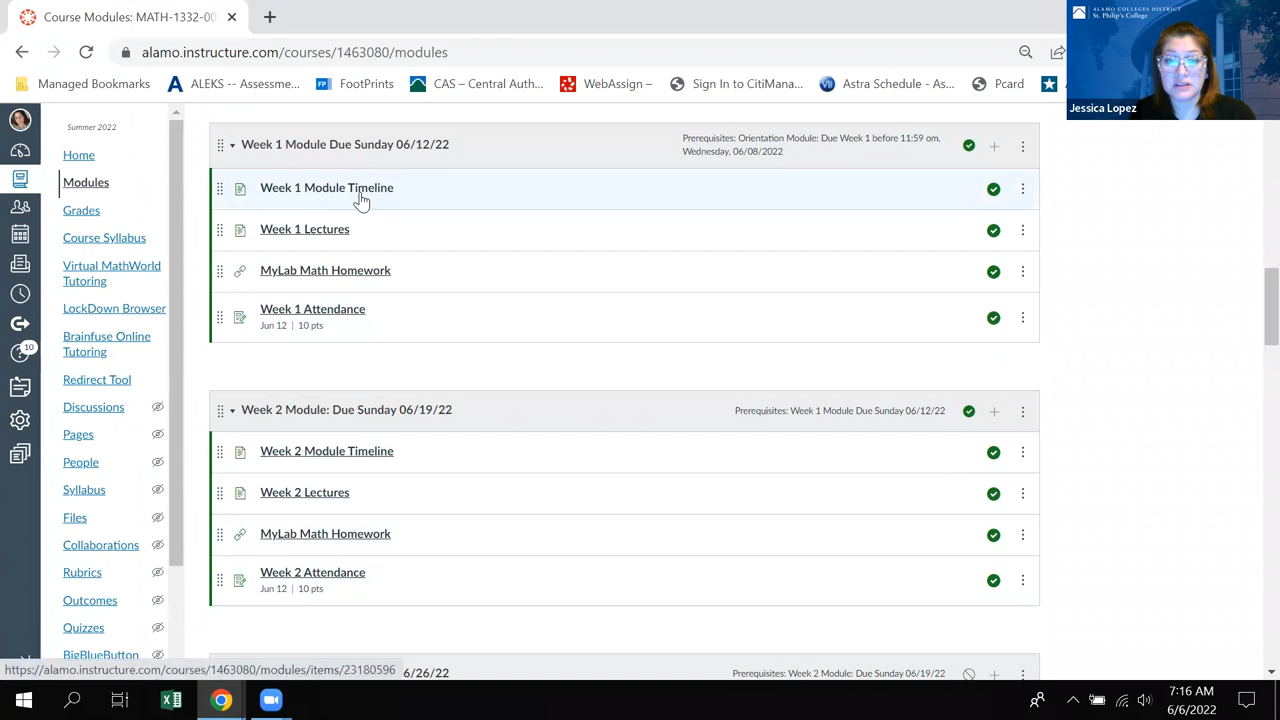 Course Modules: MATH-1332-00
alamo.instructure.com/courses/1463080/modules
Managed Bookmarks
ALEKS -- Assessme...
FootPrints
CAS – Central Auth...
WebAssign –
Sign In to CitiMana...
Astra Schedule - As...
Pcard
ALAMO COLLEGES DISTRICT
St. Philip's College
Jessica Lopez
Summer 2022
Home
Modules
Grades
Course Syllabus
Virtual MathWorld
Tutoring
LockDown Browser
Brainfuse Online
Tutoring
10
Redirect Tool
Discussions
Pages
People
Syllabus
Files
Collaborations
Rubrics
Outcomes
Quizzes
BigBlueButton
Week 1 Module Due Sunday 06/12/22
Prerequisites: Orientation Module: Due Week 1 before 11:59 om.
Wednesday, 06/08/2022
Week 1 Module Timeline
Week 1 Lectures
MyLab Math Homework
Week 1 Attendance
Jun 12 | 10 pts
Week 2 Module: Due Sunday 06/19/22
Prerequisites: Week 1 Module Due Sunday 06/12/22
Week 2 Module Timeline
Week 2 Lectures
MyLab Math Homework
Week 2 Attendance
Jun 12 | 10 pts
6/26/22
Prerequisites: Week 2 Module: Due Sunday 06/19/22
https://alamo.instructure.com/courses/1463080/modules/items/23180596
7:16 AM
6/6/2022